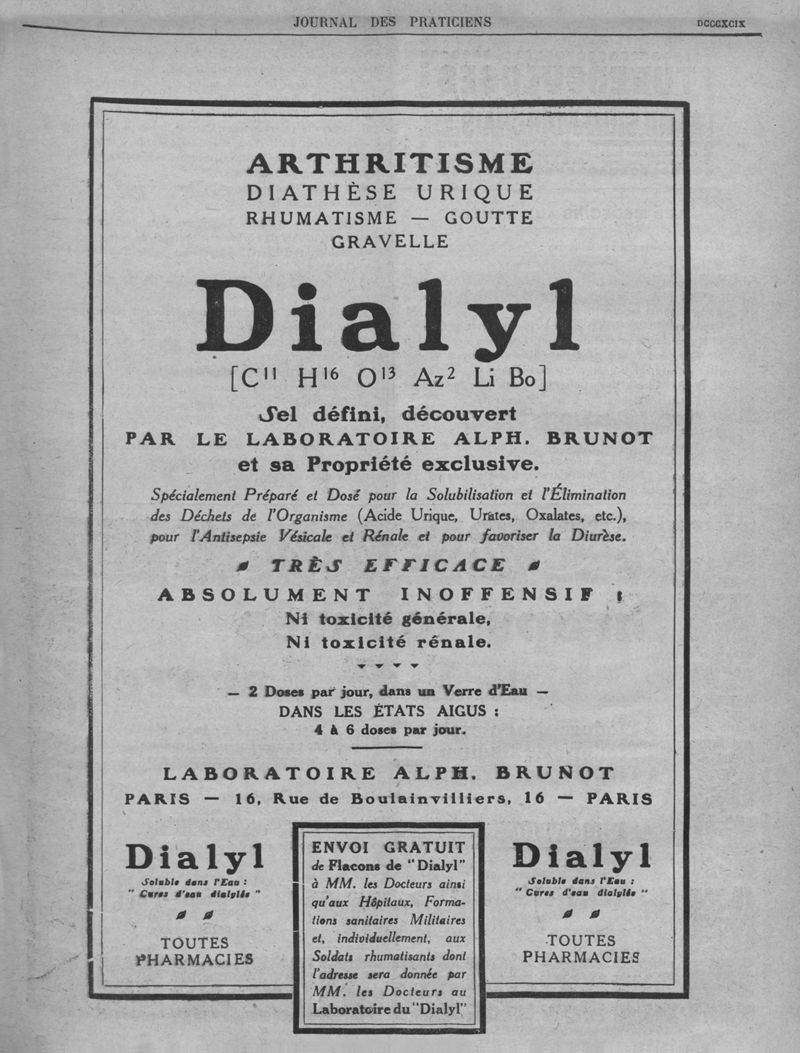 JOURNAL DES PRATICIENS
DCCCXCIX
ARTHRITISME
DIATHÈSE URIQUE
RHUMATISME — GOUTTE
GRAVELLE
Dialyl
[C¹¹ H¹⁶ O¹³ Az² Li Bo]
Sel défini, découvert
PAR LE LABORATOIRE ALPH. BRUNOT
et sa Propriété exclusive.
Spécialement Préparé et Dosé pour la Solubilisation et l'Élimination
des Déchets de l'Organisme (Acide Urique, Urates, Oxalates, etc.),
pour l'Antisepsie Vésicale et Rénale et pour favoriser la Diurèse.
TRÈS EFFICACE
ABSOLUMENT INOFFENSIF :
Ni toxicité générale,
Ni toxicité rénale.
— 2 Doses par jour, dans un Verre d'Eau —
DANS LES ÉTATS AIGUS :
4 à 6 doses par jour.
LABORATOIRE ALPH. BRUNOT
PARIS — 16, Rue de Boulainvilliers, 16 — PARIS
Dialyl
Soluble dans l'Eau :
" Cures d'eau dialylée "
TOUTES
PHARMACIES
ENVOI GRATUIT
de Flacons de "Dialyl"
à MM. les Docteurs ainsi
qu'aux Hôpitaux, Forma-
tions sanitaires Militaires
et, individuellement, aux
Soldats rhumatisants dont
l'adresse sera donnée par
MM. les Docteurs au
Laboratoire du "Dialyl"
Dialyl
Soluble dans l'Eau :
" Cures d'eau dialylée "
TOUTES
PHARMACIES